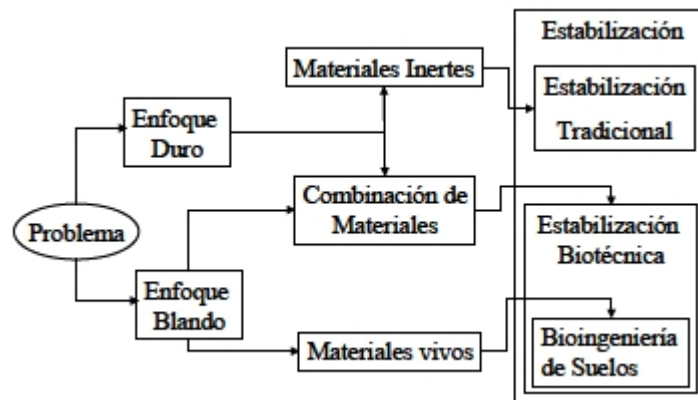 Estabilización
Materiales Inertes
Estabilización
Tradicional
Enfoque
Duro
Combinación de
Materiales
Problema
Estabilización
Biotécnica
Enfoque
Blando
Materiales vivos
Bioingeniería
de Suelos